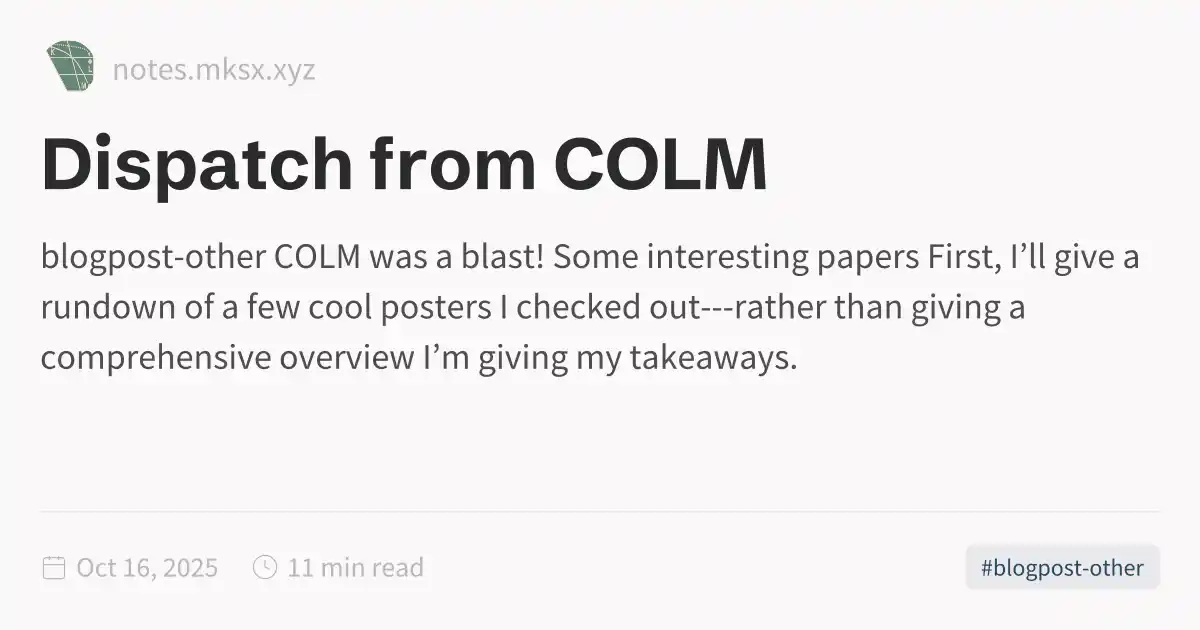 notes.mksx.xyz
Dispatch from COLM
blogpost-other COLM was a blast! Some interesting papers First, I’ll give a
rundown of a few cool posters I checked out---rather than giving a
comprehensive overview I’m giving my takeaways.
Oct 16, 2025
11 min read
#blogpost-other